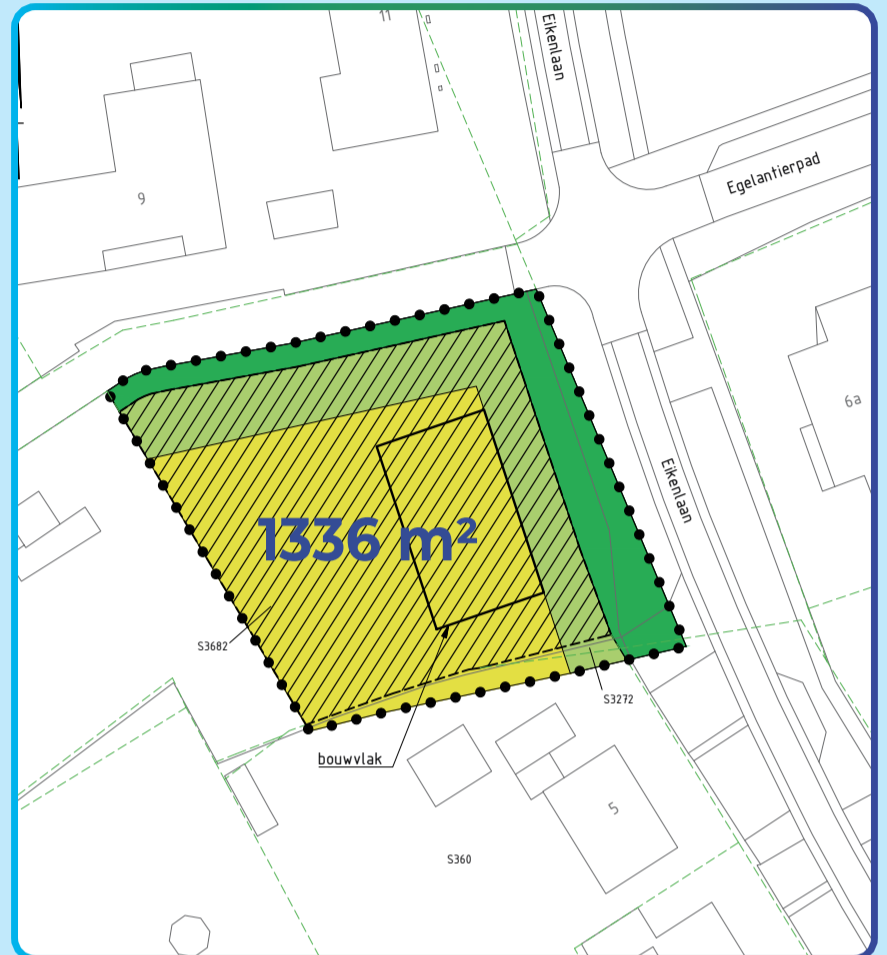 11
Eikenlaan
Egelantierpad
9
6a
Eikenlaan
1336 m²
S3682
S3272
bouwvlak
5
S360